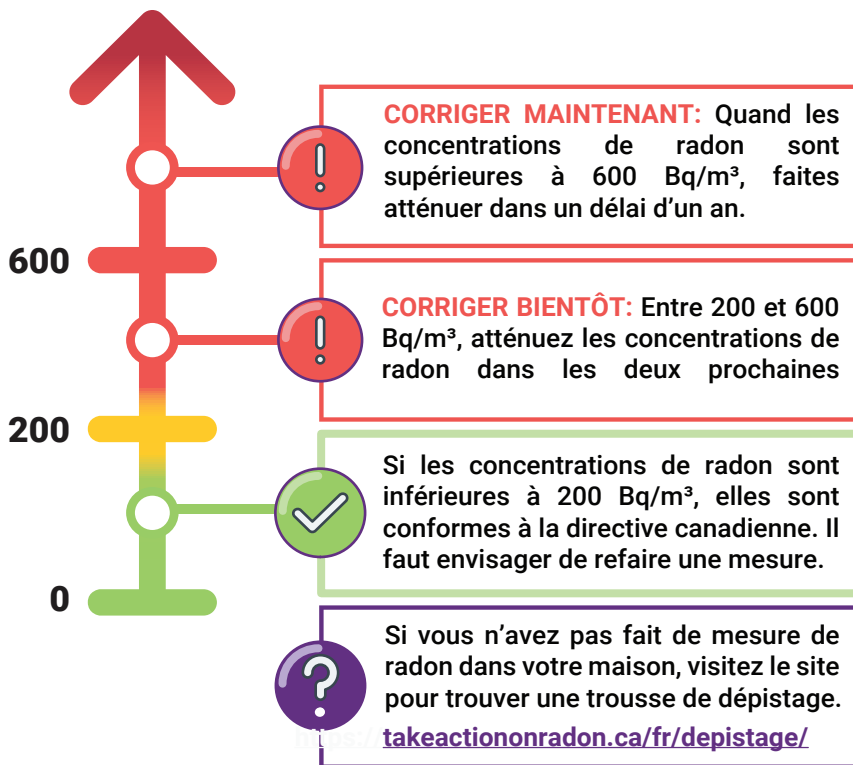 CORRIGER MAINTENANT: Quand les
concentrations de radon sont
supérieures à 600 Bq/m³, faites
atténuer dans un délai d'un an.
600
CORRIGER BIENTÔT: Entre 200 et 600
Bq/m³, atténuez les concentrations de
radon dans les deux prochaines
200
Si les concentrations de radon sont
inférieures à 200 Bq/m³, elles sont
conformes à la directive canadienne. Il
faut envisager de refaire une mesure.
0
Si vous n'avez pas fait de mesure de
radon dans votre maison, visitez le site
pour trouver une trousse de dépistage.
https://takeactiononradon.ca/fr/depistage/